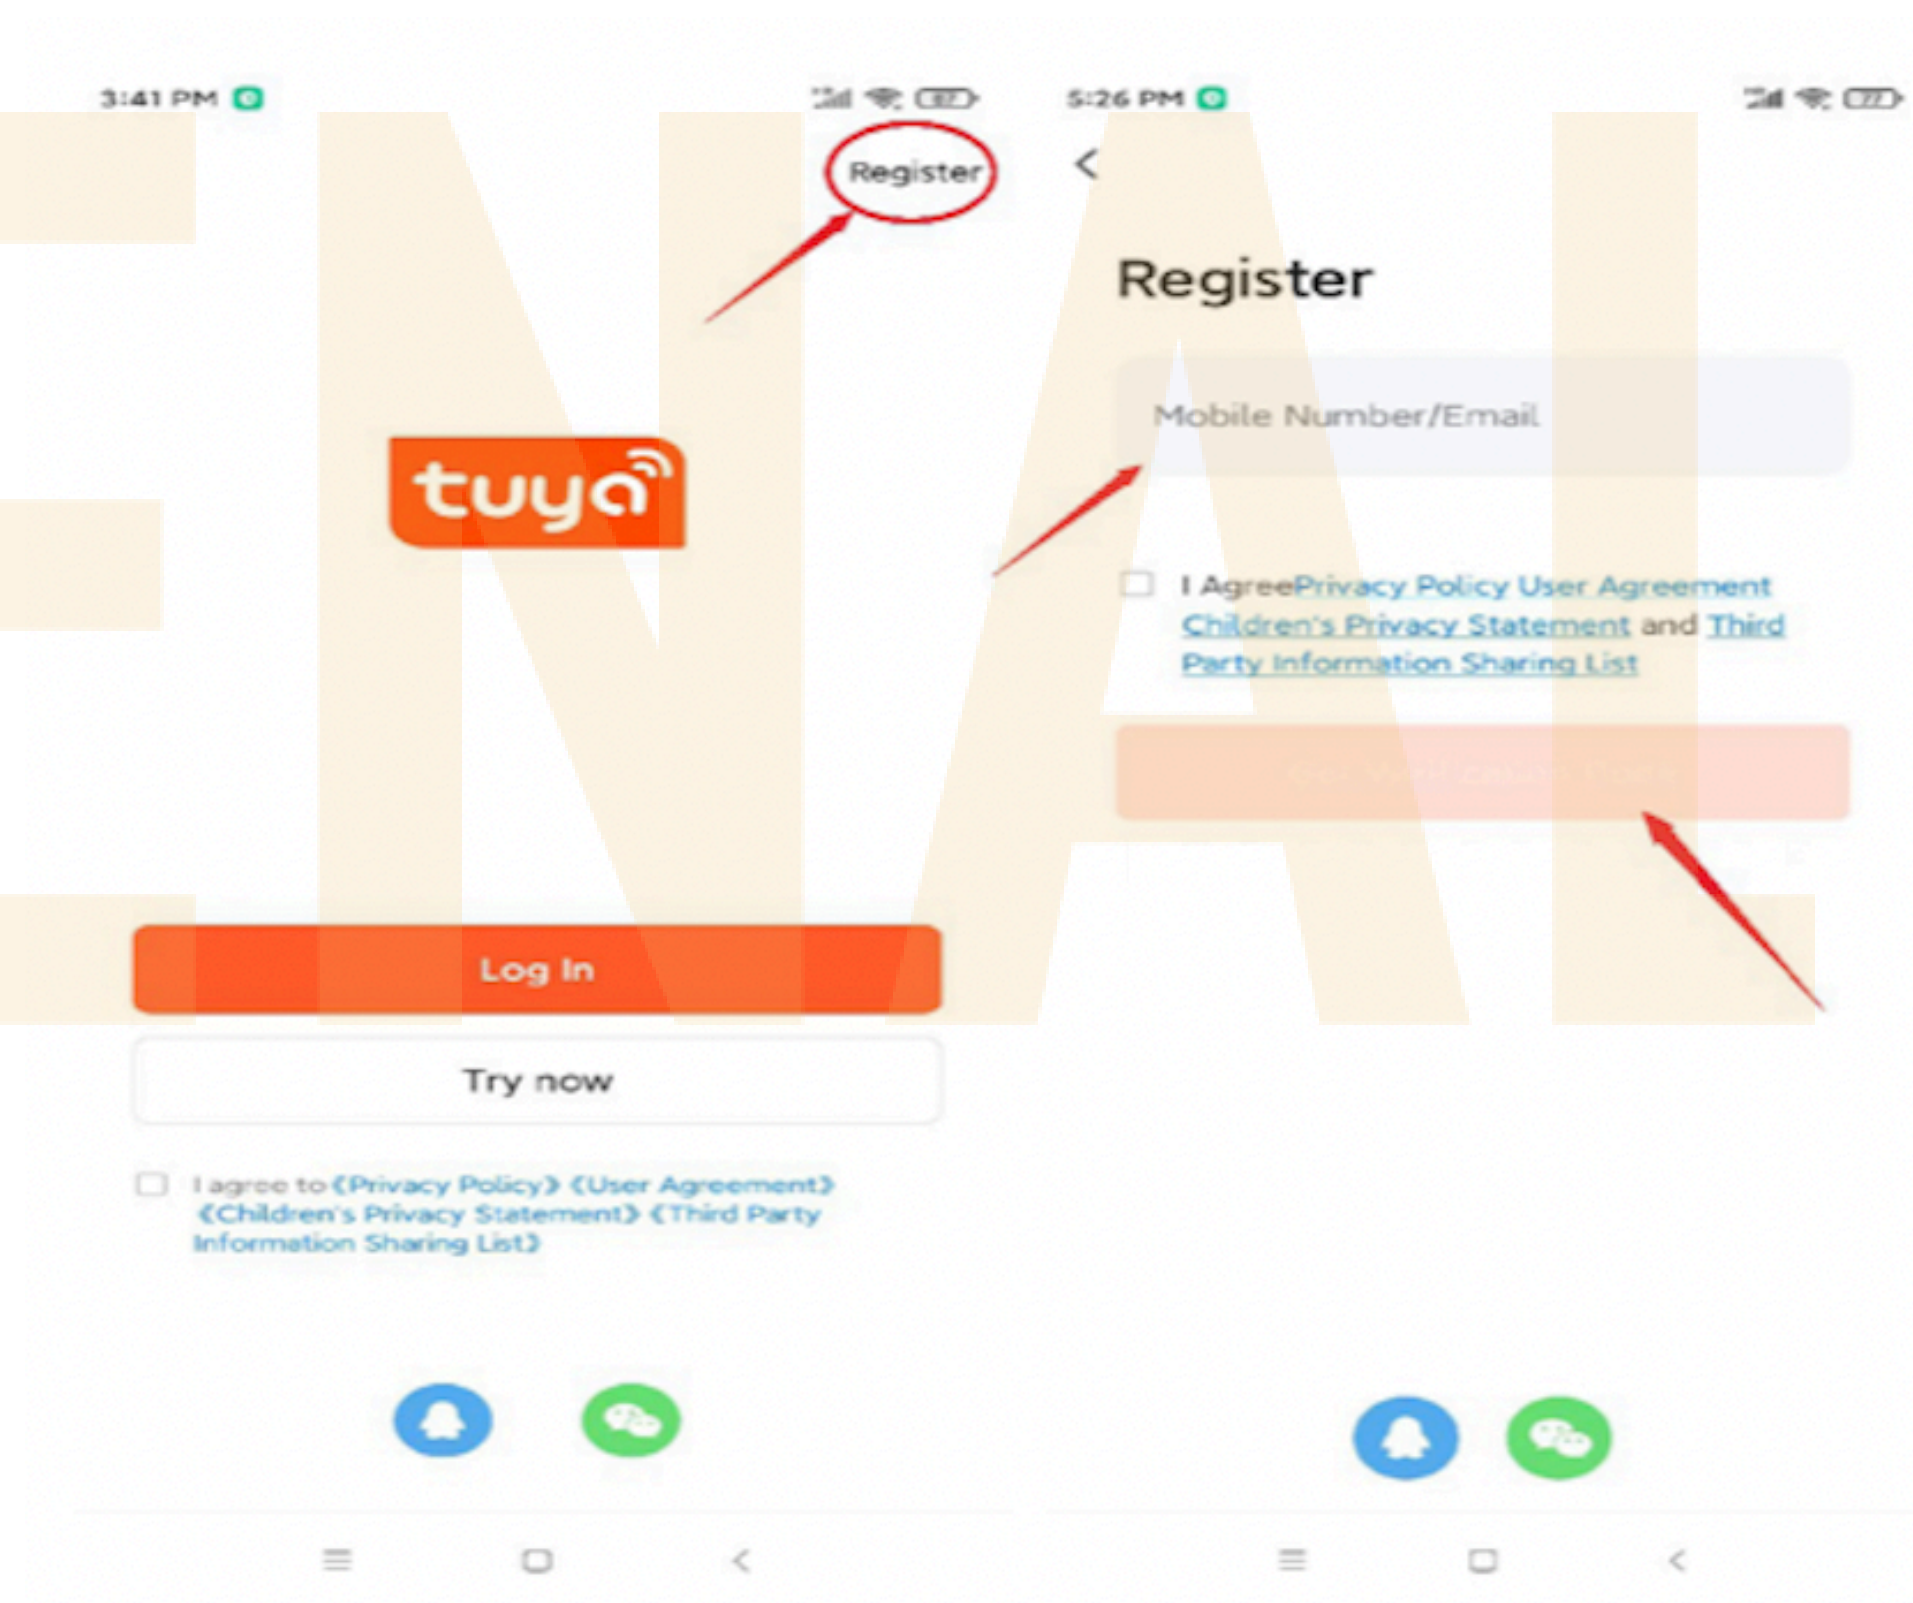 3:41 PM
Register
tuya
Log In
Try now
I agree to《Privacy Policy》《User Agreement》
《Children's Privacy Statement》《Third Party
Information Sharing List》
5:26 PM
77
Register
Mobile Number/Email
I AgreePrivacy Policy User Agreement
Children's Privacy Statement and Third
Party Information Sharing List
ENAL